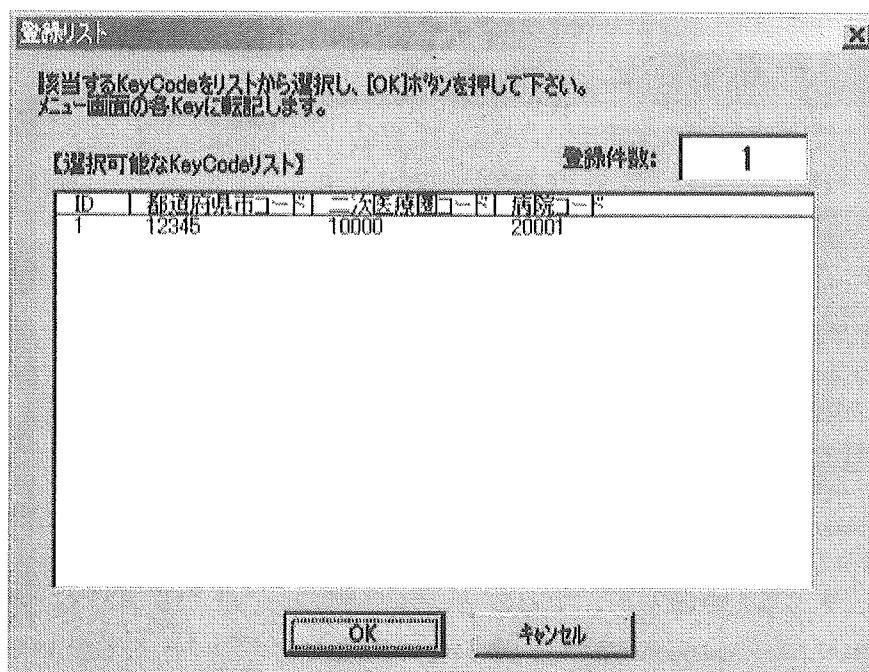 登録リスト
該当するKeyCodeをリストから選択し、[OK]ボタンを押して下さい。
メニュー画面の各Keyに転記します。
【選択可能なKeyCodeリスト】
登録件数: 1
ID 都道府県市コード 二次医療圏コード 病院コード
1 12345 10000 20001
OK キャンセル